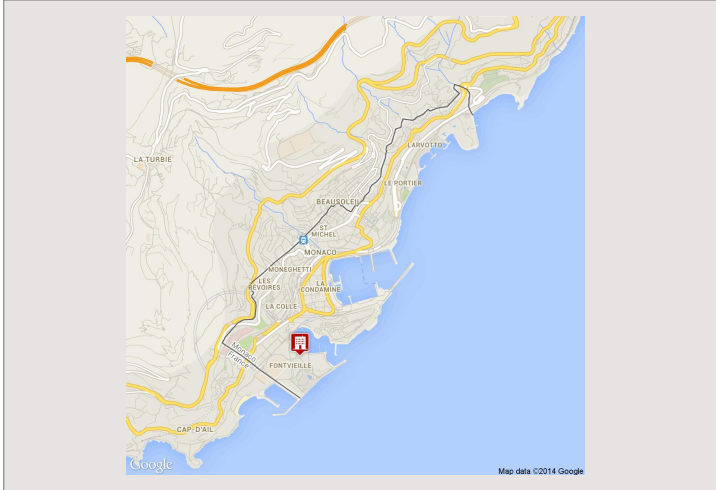 LARVOTTO
LA TURBIE
LE PORTIER
BEAUSOLEIL
ST
MICHEL
MONACO
MONEGHETTI
LES
RÉVOIRES
LA
CONDAMINE
LA COLLE
Monaco
France
FONTVIEILLE
CAP-D'AIL
Google
Map data ©2014 Google